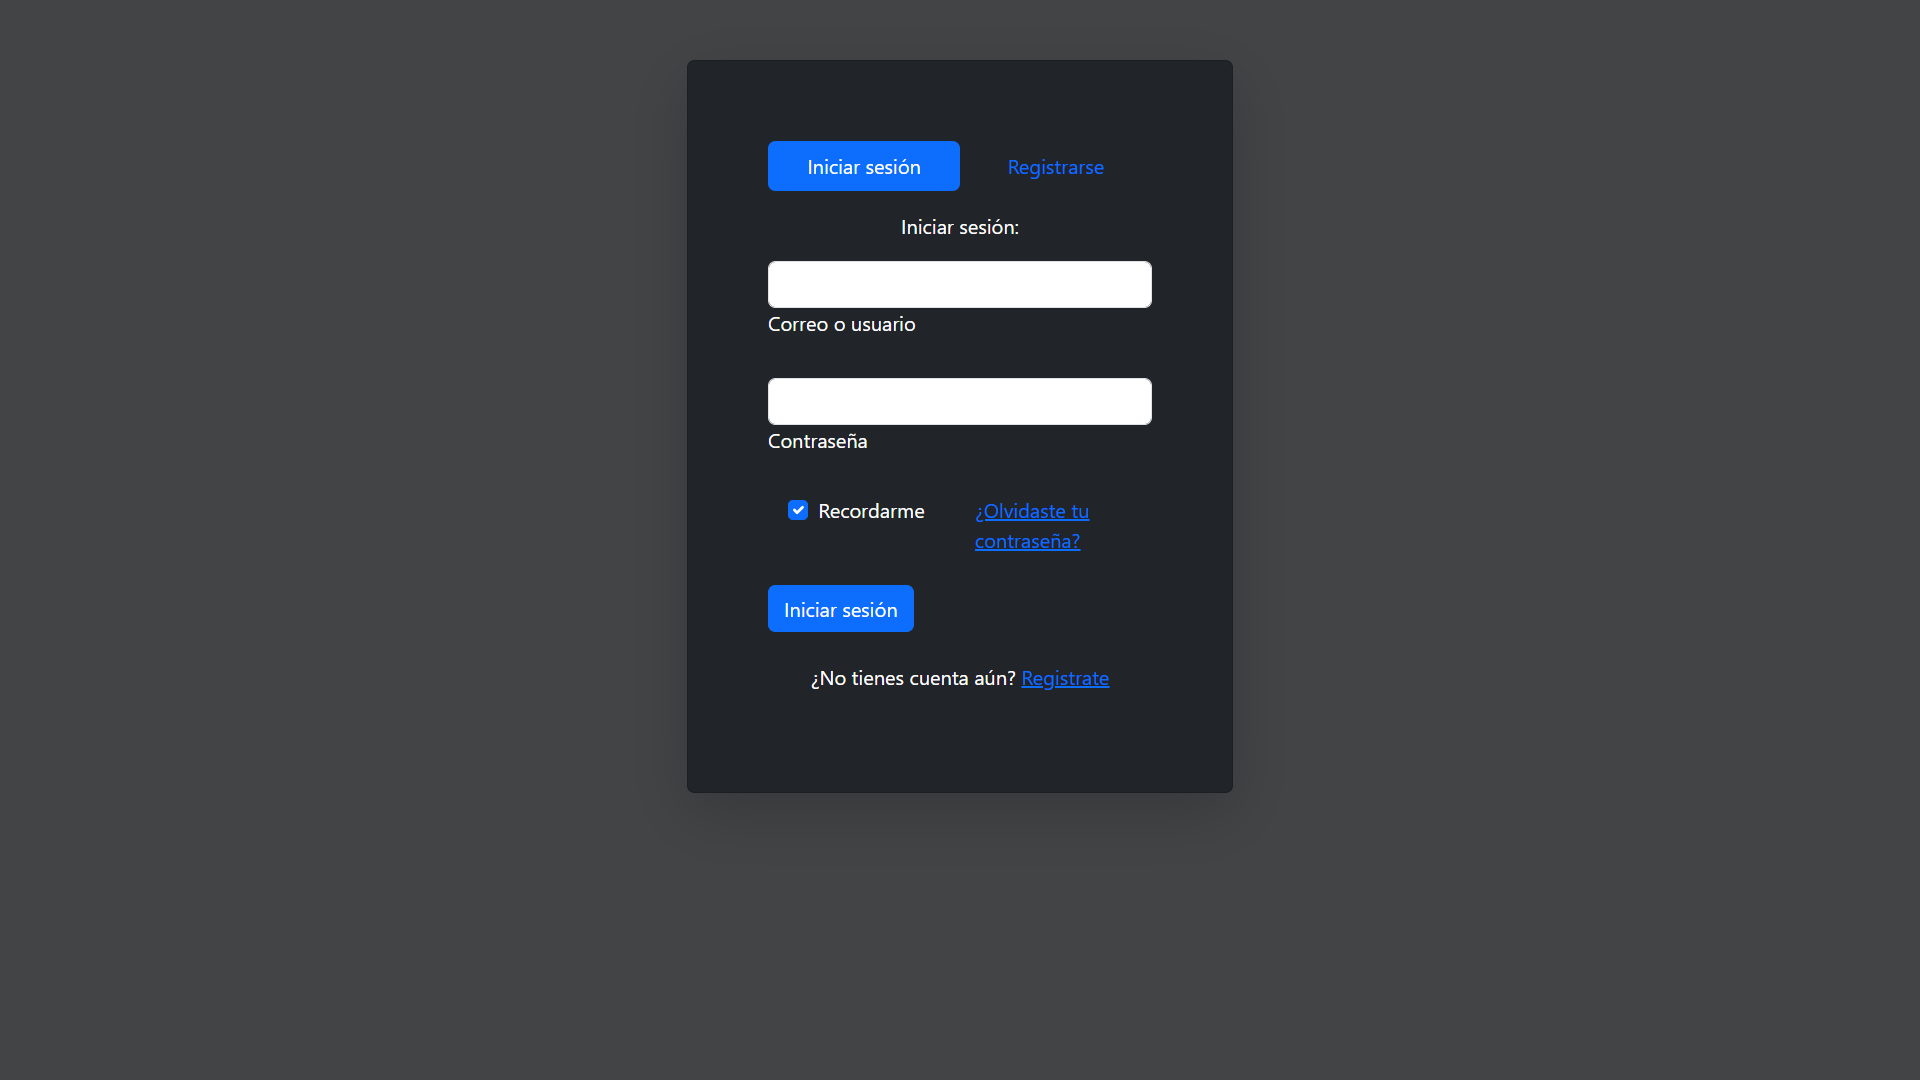 Iniciar sesión
Registrarse
Iniciar sesión:
Correo o usuario
Contraseña
Recordarme
¿Olvidaste tu
contraseña?
Iniciar sesión
¿No tienes cuenta aún? Registrate